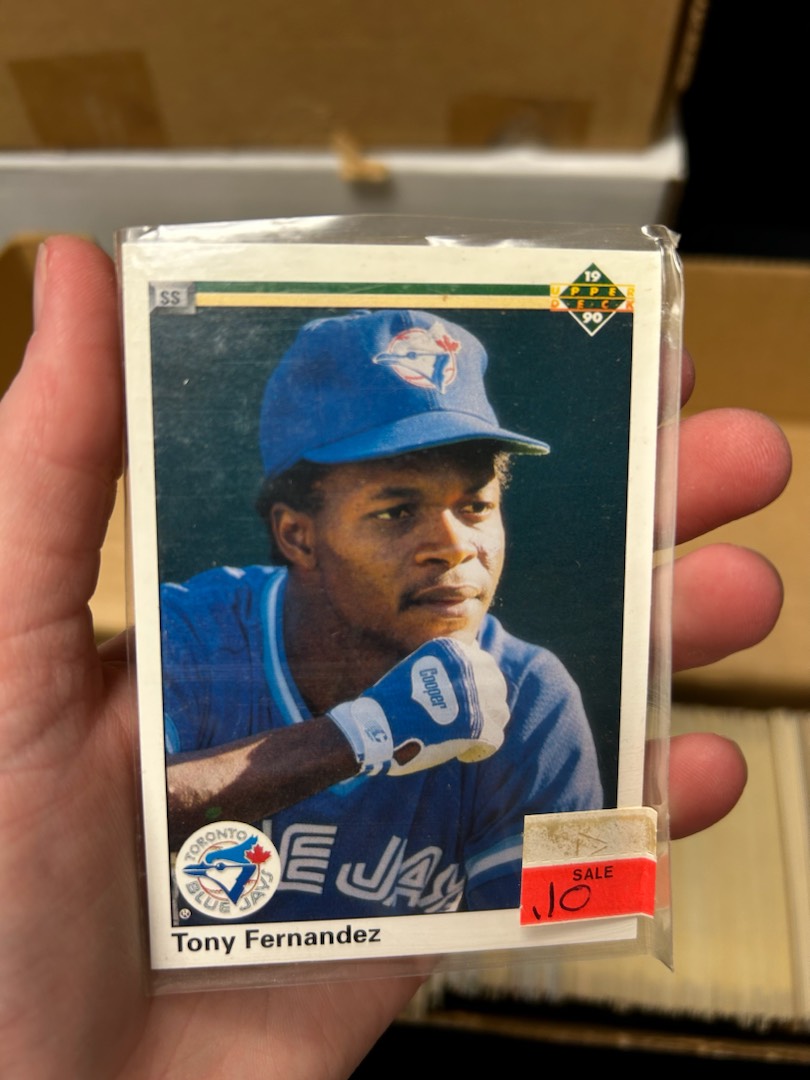 SS
19
UPPER
DECK
90
Cooper
C
TORONTO
BLUE JAYS
®
E JAYS
SALE
.10
Tony Fernandez